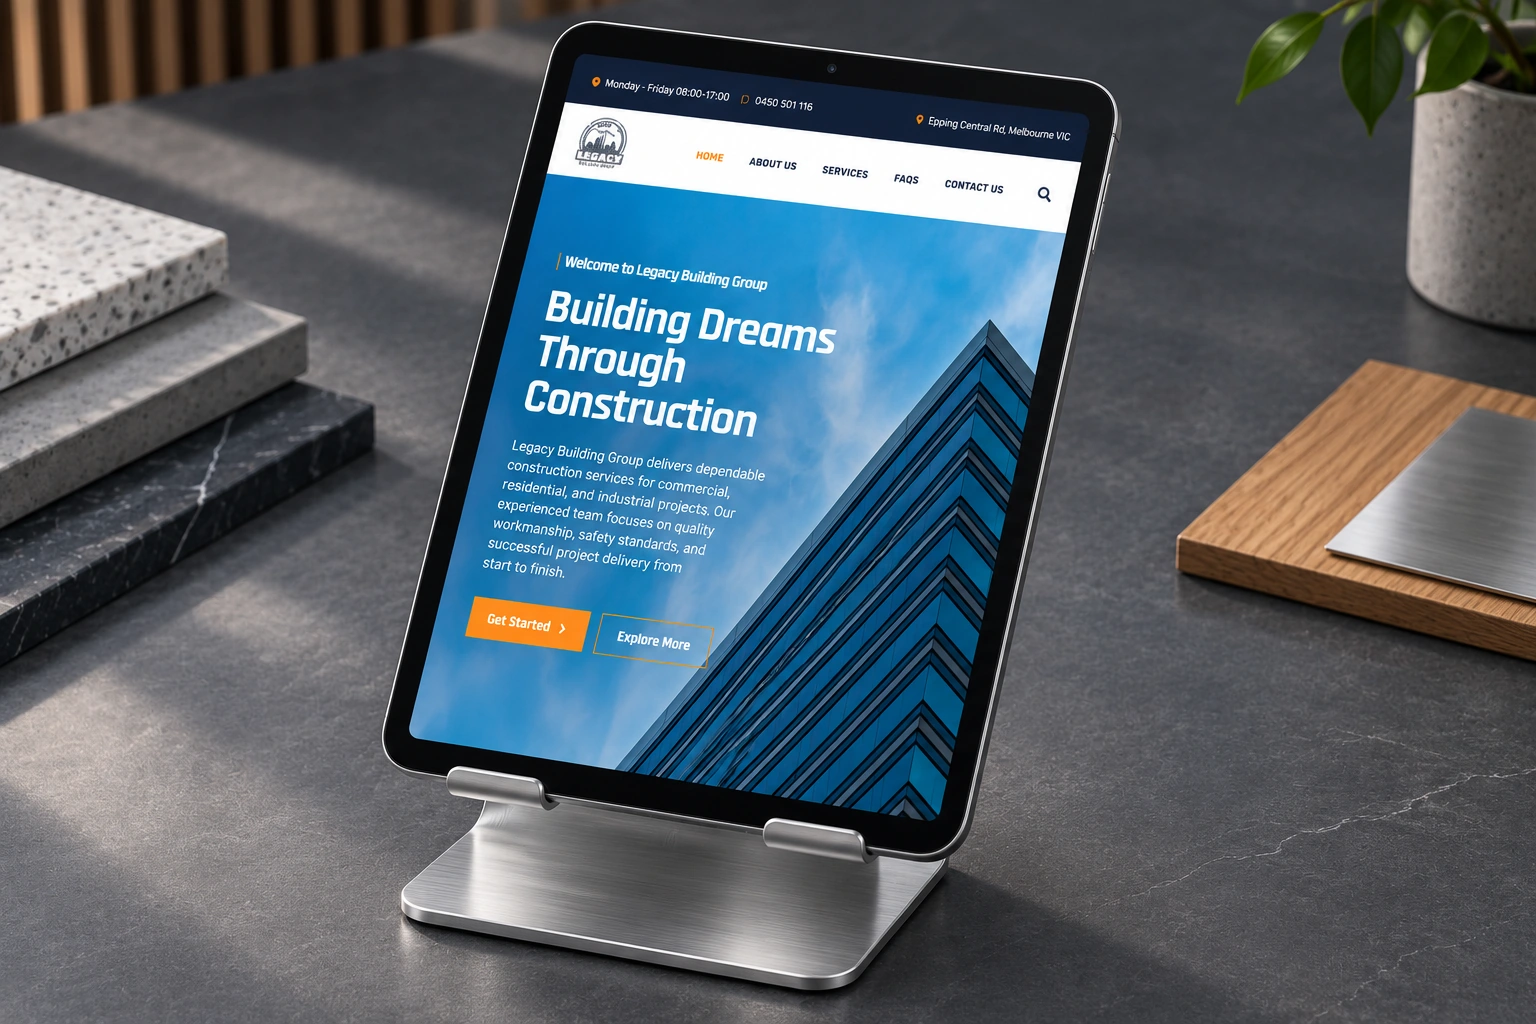 Monday - Friday 08:00-17:00
0450 501 116
Epping Central Rd, Melbourne VIC
LEGACY
HOME
ABOUT US
SERVICES
FAQS
CONTACT US
Welcome to Legacy Building Group
Building Dreams
Through
Construction
Legacy Building Group delivers dependable
construction services for commercial,
residential, and industrial projects. Our
experienced team focuses on quality
workmanship, safety standards, and
successful project delivery from
start to finish.
Get Started
Explore More